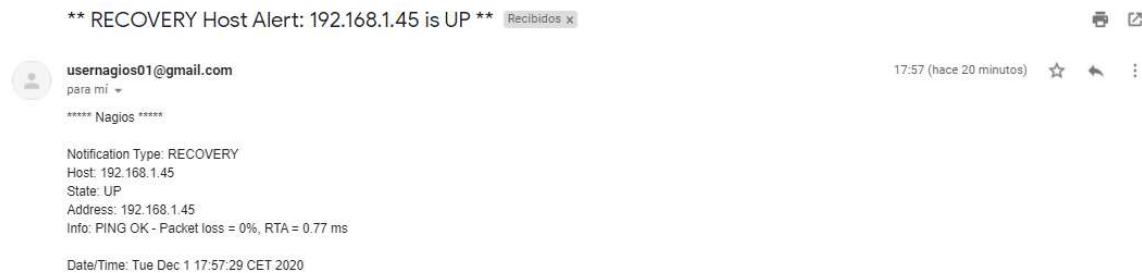 ** RECOVERY Host Alert: 192.168.1.45 is UP ** Recibidos x
usernagios01@gmail.com 17:57 (hace 20 minutos)
para mí
***** Nagios *****
Notification Type: RECOVERY
Host: 192.168.1.45
State: UP
Address: 192.168.1.45
Info: PING OK - Packet loss = 0%, RTA = 0.77 ms
Date/Time: Tue Dec 1 17:57:29 CET 2020